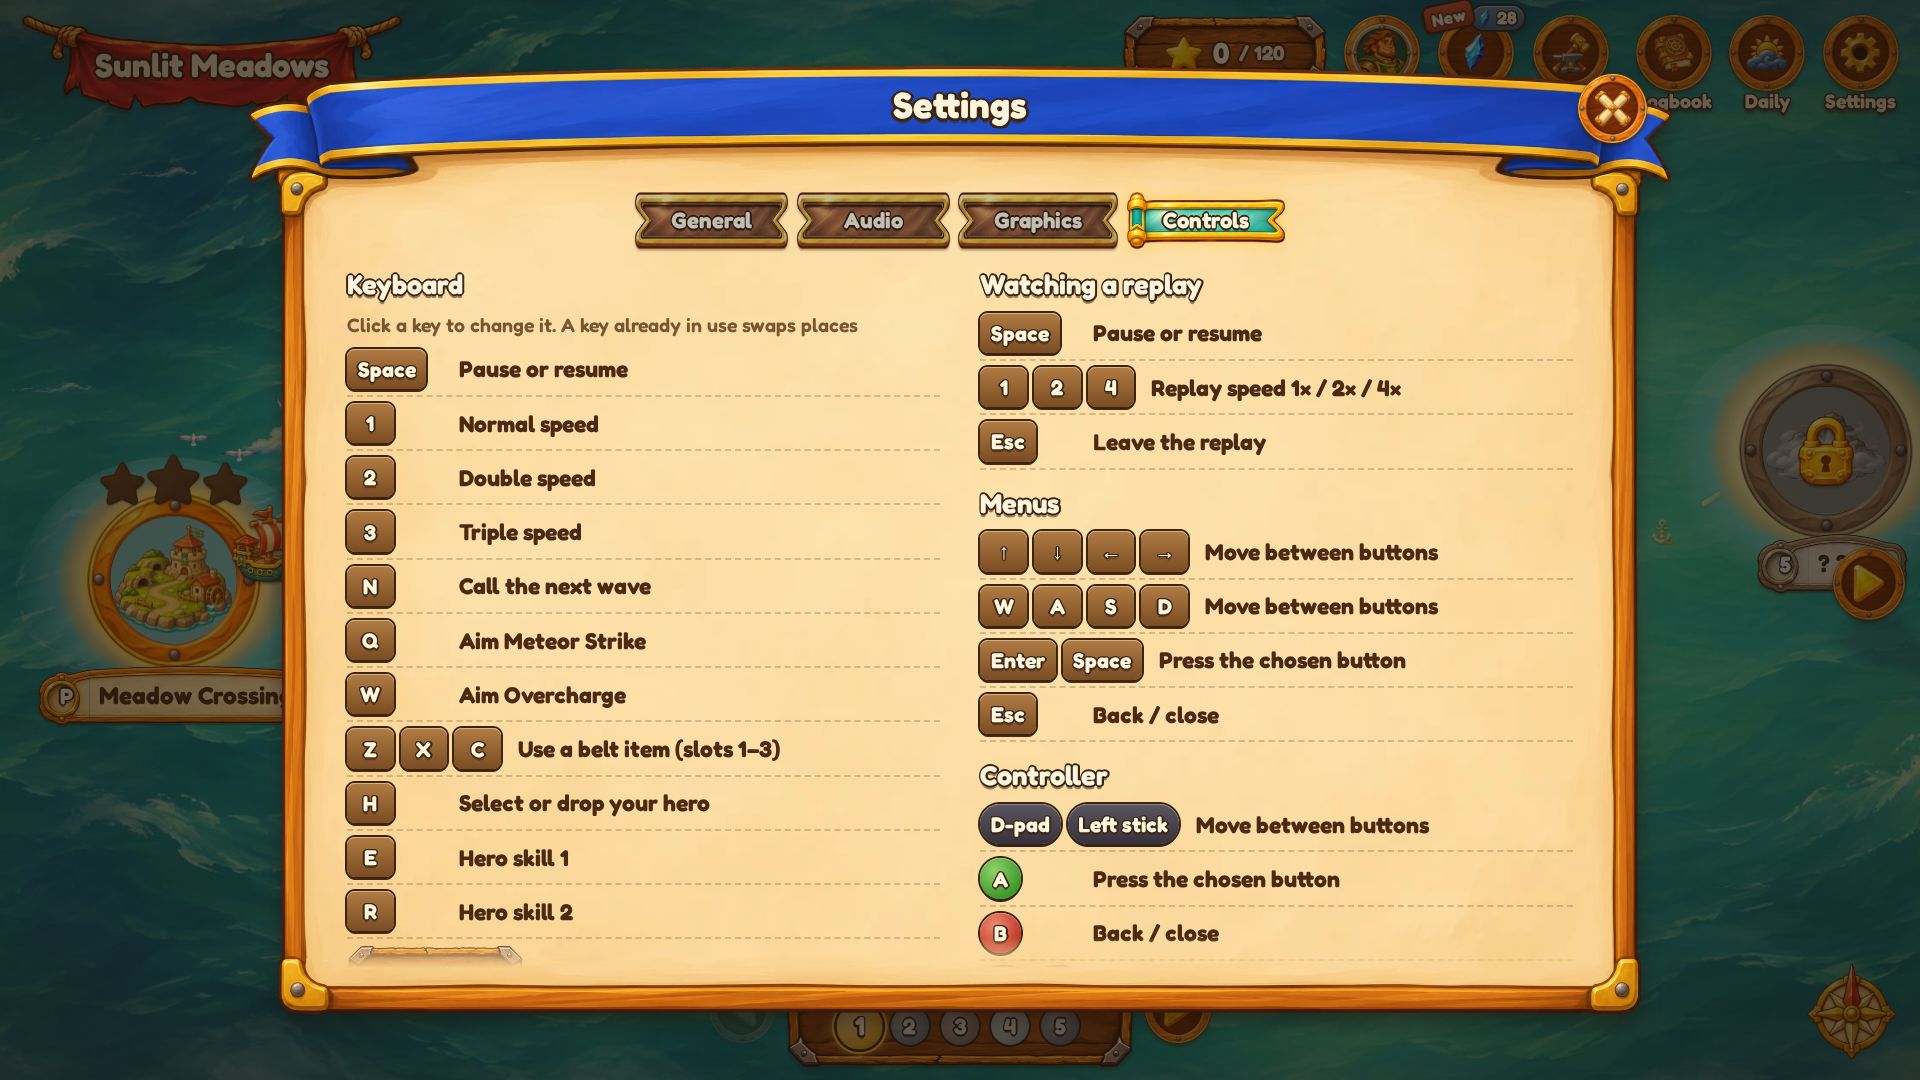 Sunlit Meadows
0 / 120
New
28
ogbook
Daily
Settings
Settings
General
Audio
Graphics
Controls
Keyboard
Click a key to change it. A key already in use swaps places
Space Pause or resume
1 Normal speed
2 Double speed
3 Triple speed
N Call the next wave
Q Aim Meteor Strike
W Aim Overcharge
Z X C Use a belt item (slots 1–3)
H Select or drop your hero
E Hero skill 1
R Hero skill 2
Watching a replay
Space Pause or resume
1 2 4 Replay speed 1× / 2× / 4×
Esc Leave the replay
Menus
↑ ↓ ← → Move between buttons
W A S D Move between buttons
Enter Space Press the chosen button
Esc Back / close
Controller
D-pad Left stick Move between buttons
A Press the chosen button
B Back / close
P Meadow Crossing
5 ??
1 2 3 4 5